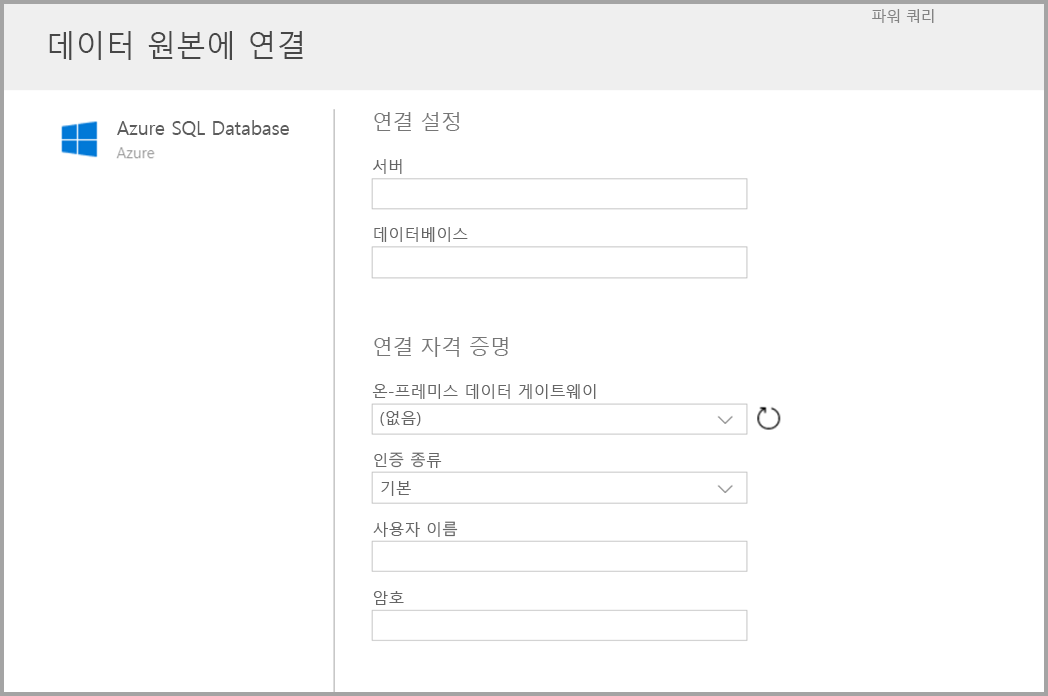 파워 쿼리
데이터 원본에 연결
Azure SQL Database
Azure
연결 설정
서버
데이터베이스
연결 자격 증명
온-프레미스 데이터 게이트웨이
(없음)
인증 종류
기본
사용자 이름
암호